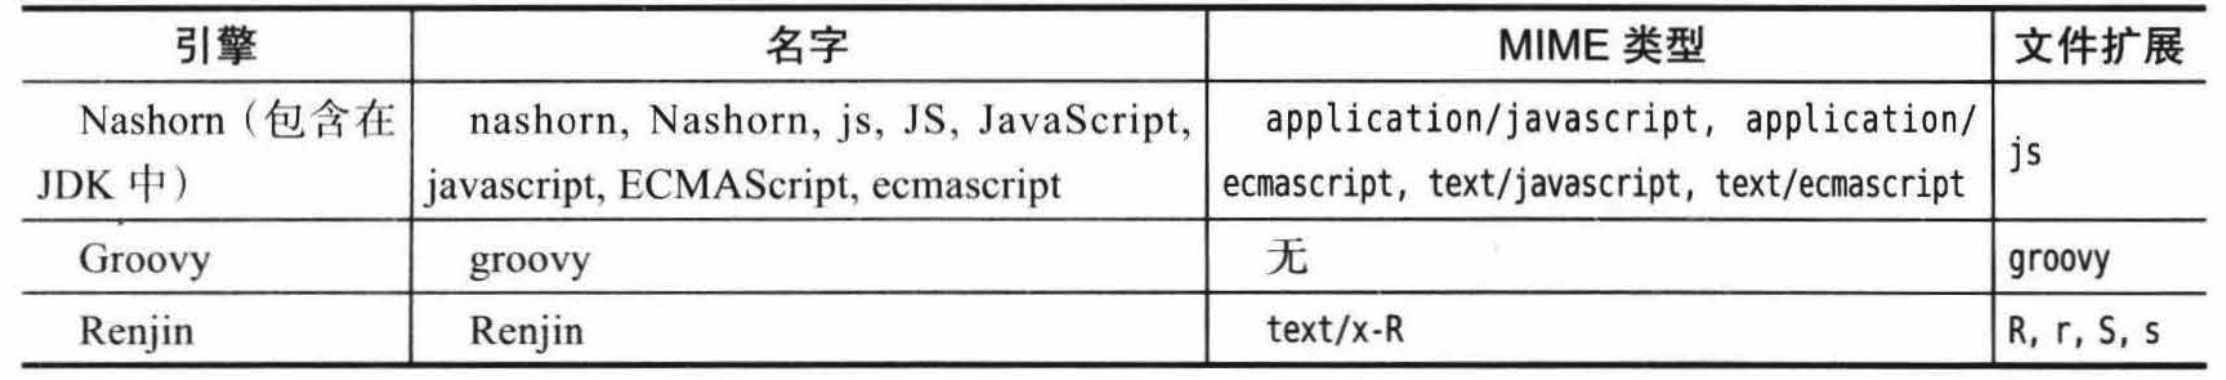 引擎 名字 MIME 类型 文件扩展
Nashorn（包含在 nashorn, Nashorn, js, JS, JavaScript, application/javascript, application/ js
JDK 中） javascript, ECMAScript, ecmascript ecmascript, text/javascript, text/ecmascript
Groovy groovy 无 groovy
Renjin Renjin text/x-R R, r, S, s